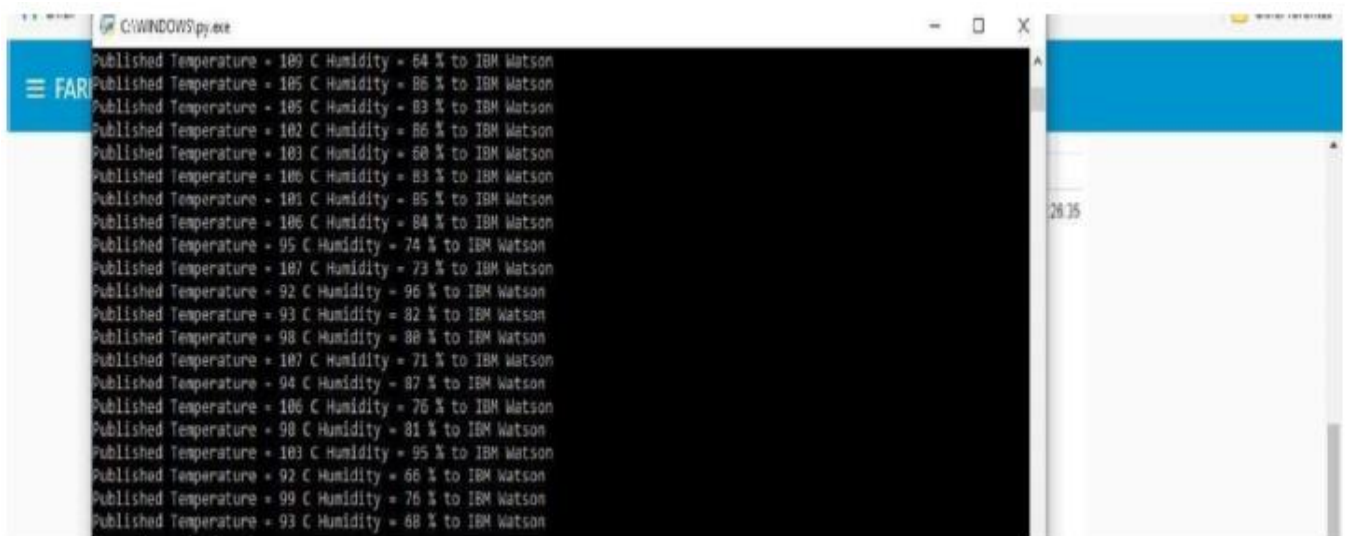 C:\WINDOWS\py.exe
≡ FAR
Published Temperature = 109 C Humidity = 64 % to IBM Watson
Published Temperature = 105 C Humidity = 86 % to IBM Watson
Published Temperature = 105 C Humidity = 83 % to IBM Watson
Published Temperature = 102 C Humidity = 86 % to IBM Watson
Published Temperature = 103 C Humidity = 60 % to IBM Watson
Published Temperature = 106 C Humidity = 83 % to IBM Watson
Published Temperature = 101 C Humidity = 85 % to IBM Watson
Published Temperature = 106 C Humidity = 84 % to IBM Watson
Published Temperature = 95 C Humidity = 74 % to IBM Watson
Published Temperature = 107 C Humidity = 73 % to IBM Watson
Published Temperature = 92 C Humidity = 96 % to IBM Watson
Published Temperature = 93 C Humidity = 82 % to IBM Watson
Published Temperature = 98 C Humidity = 80 % to IBM Watson
Published Temperature = 107 C Humidity = 71 % to IBM Watson
Published Temperature = 94 C Humidity = 87 % to IBM Watson
Published Temperature = 106 C Humidity = 76 % to IBM Watson
Published Temperature = 98 C Humidity = 81 % to IBM Watson
Published Temperature = 103 C Humidity = 95 % to IBM Watson
Published Temperature = 92 C Humidity = 66 % to IBM Watson
Published Temperature = 99 C Humidity = 76 % to IBM Watson
Published Temperature = 93 C Humidity = 68 % to IBM Watson
:26:35